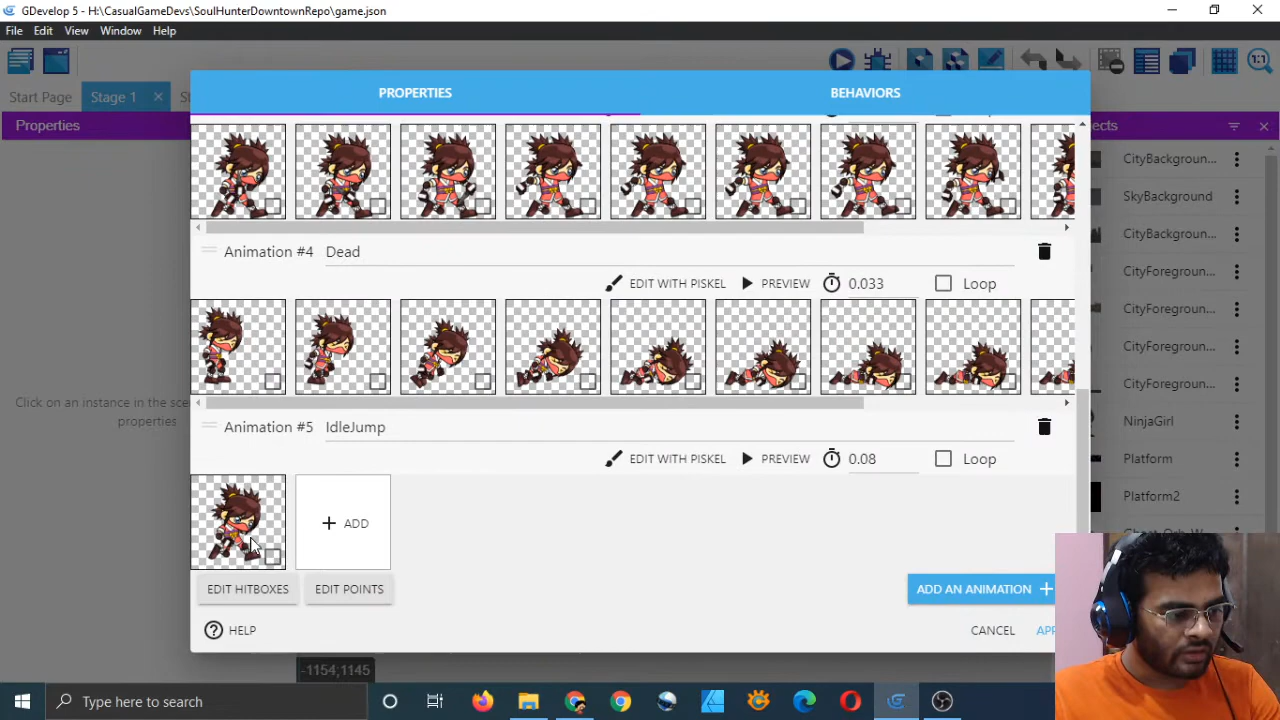 GDevelop 5 - H:\CasualGameDevs\SoulHunterDowntownRepo\game.json
File Edit View Window Help
Start Page Stage 1
PROPERTIES BEHAVIORS
Properties
CityBackgroun...
SkyBackground
CityBackgroun...
Animation #4 Dead
CityForegroun...
EDIT WITH PISKEL PREVIEW 0.033 Loop
CityForegroun...
CityForegroun...
CityForegroun...
Click on an instance in the
properties
NinjaGirl
Animation #5 IdleJump
EDIT WITH PISKEL PREVIEW 0.08 Loop
Platform
Platform2
ADD
EDIT HITBOXES EDIT POINTS
ADD AN ANIMATION
HELP
CANCEL
-1154;1145
Type here to search
1:1